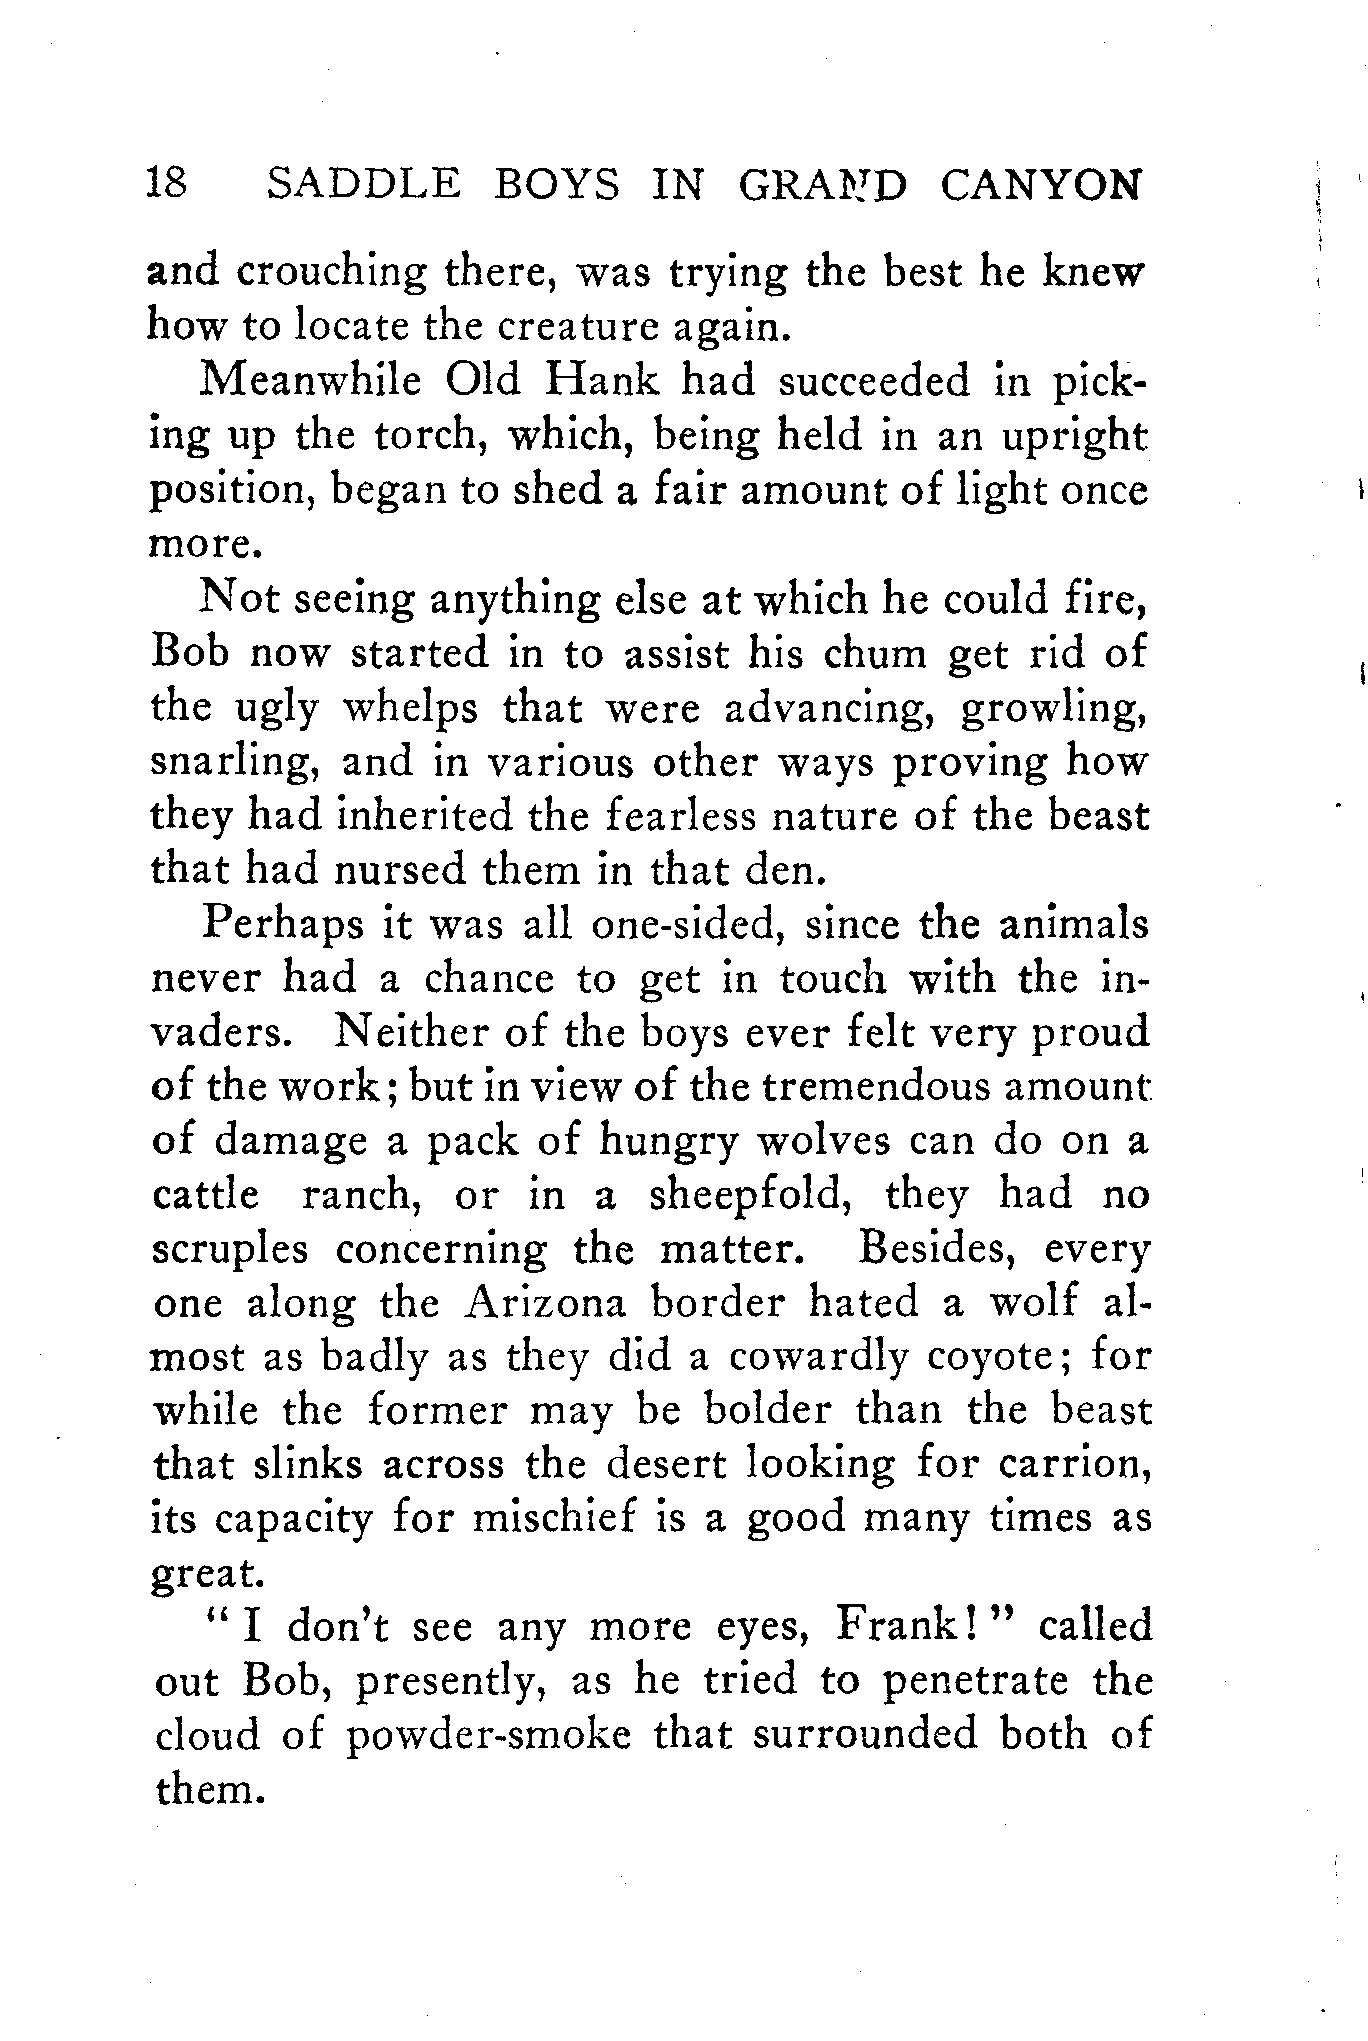 18 SADDLE BOYS IN GRAND CANYON
and crouching there, was trying the best he knew
how to locate the creature again.
Meanwhile Old Hank had succeeded in pick-
ing up the torch, which, being held in an upright
position, began to shed a fair amount of light once
more.
Not seeing anything else at which he could fire,
Bob now started in to assist his chum get rid of
the ugly whelps that were advancing, growling,
snarling, and in various other ways proving how
they had inherited the fearless nature of the beast
that had nursed them in that den.
Perhaps it was all one-sided, since the animals
never had a chance to get in touch with the in-
vaders. Neither of the boys ever felt very proud
of the work; but in view of the tremendous amount
of damage a pack of hungry wolves can do on a
cattle ranch, or in a sheepfold, they had no
scruples concerning the matter. Besides, every
one along the Arizona border hated a wolf al-
most as badly as they did a cowardly coyote; for
while the former may be bolder than the beast
that slinks across the desert looking for carrion,
its capacity for mischief is a good many times as
great.
" I don't see any more eyes, Frank! " called
out Bob, presently, as he tried to penetrate the
cloud of powder-smoke that surrounded both of
them.